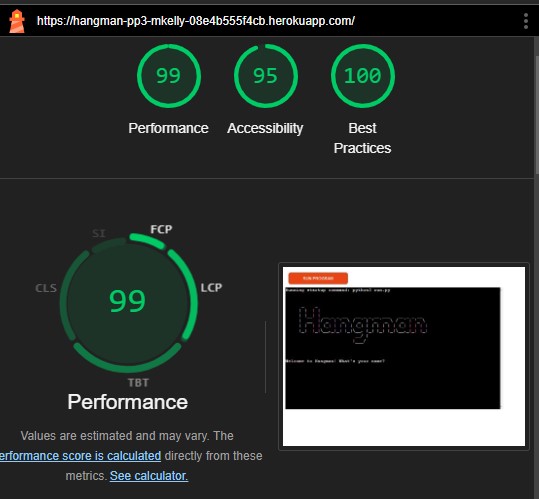 https://hangman-pp3-mkelly-08e4b555f4cb.herokuapp.com/
99 95 100
Performance Accessibility Best
Practices
SI FCP
CLS LCP
99
TBT
Performance
Values are estimated and may vary. The
erformance score is calculated directly from these
metrics. See calculator.
RUN PROGRAM
Running startup command: python3 run.py
Hangman
Welcome to Hangman! What's your name?